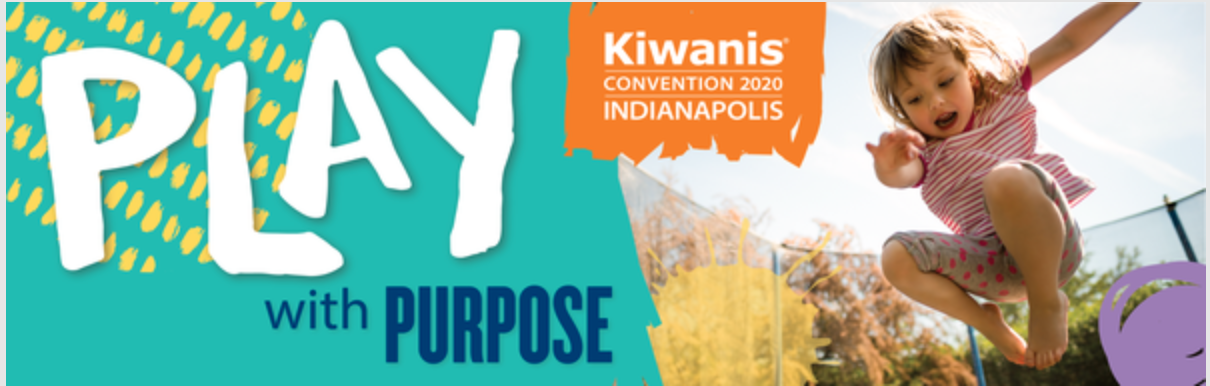 PLAY
with PURPOSE
Kiwanis®
CONVENTION 2020
INDIANAPOLIS